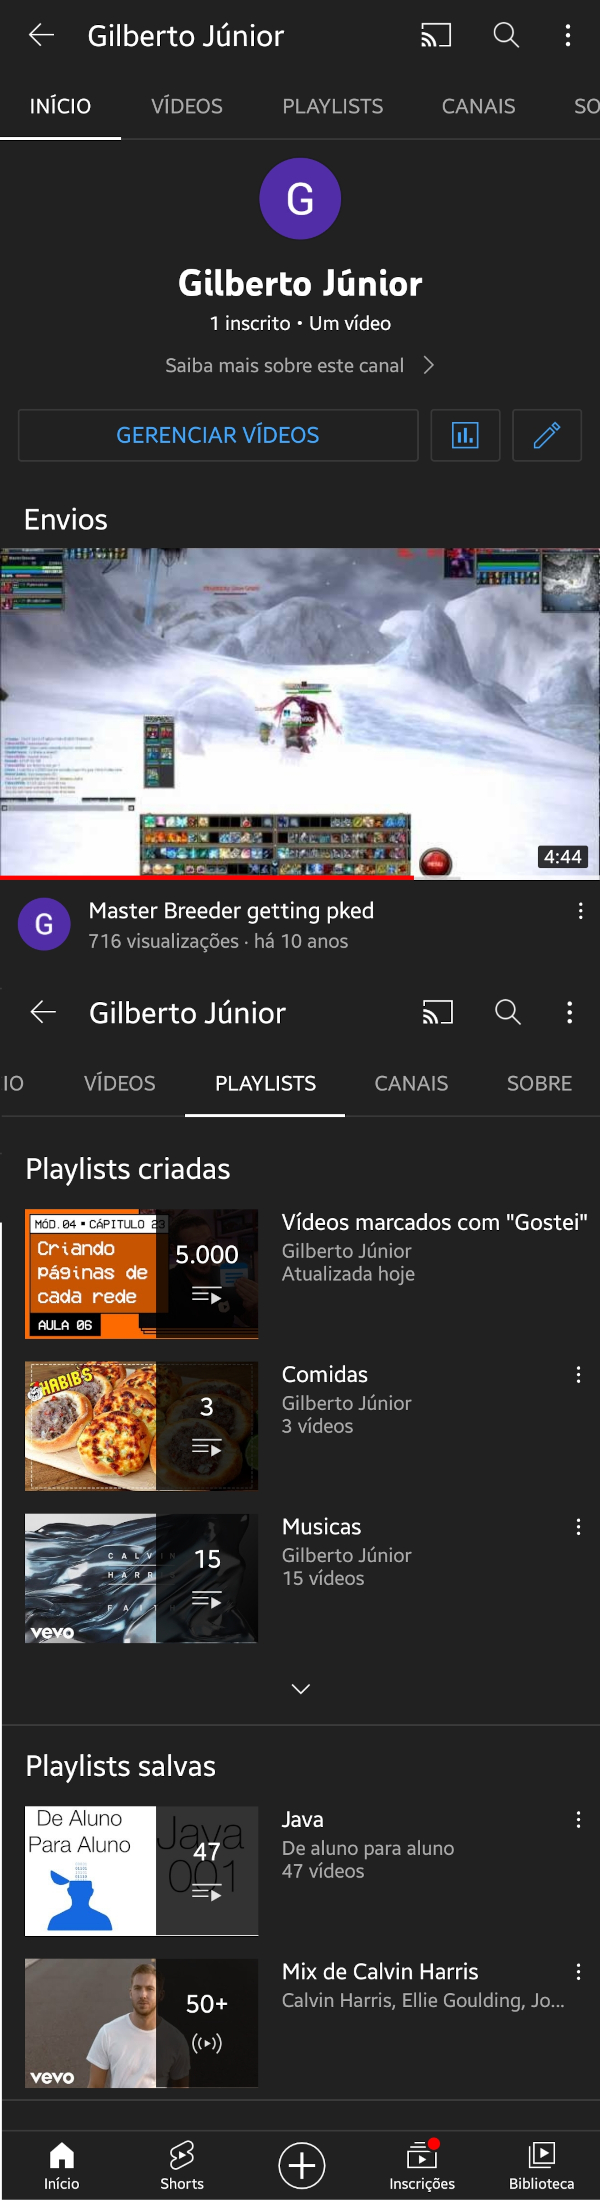 Gilberto Júnior
INÍCIO VÍDEOS PLAYLISTS CANAIS SO
G
Gilberto Júnior
1 inscrito • Um vídeo
Saiba mais sobre este canal
GERENCIAR VÍDEOS
Envios
MENU
4:44
G
Master Breeder getting pked
716 visualizações · há 10 anos
Gilberto Júnior
IO VÍDEOS PLAYLISTS CANAIS SOBRE
Playlists criadas
MÓD.04 • CÁPITULO 23
Criando
páginas de
cada rede
AULA 06
5.000
Vídeos marcados com "Gostei"
Gilberto Júnior
Atualizada hoje
HABIB'S
3
Comidas
Gilberto Júnior
3 vídeos
CALVIN
HARR
FAIT
vevo
15
Musicas
Gilberto Júnior
15 vídeos
Playlists salvas
De Aluno
Para Aluno
Java
001
47
Java
De aluno para aluno
47 vídeos
vevo
50+
Mix de Calvin Harris
Calvin Harris, Ellie Goulding, Jo...
Início Shorts Inscrições Biblioteca